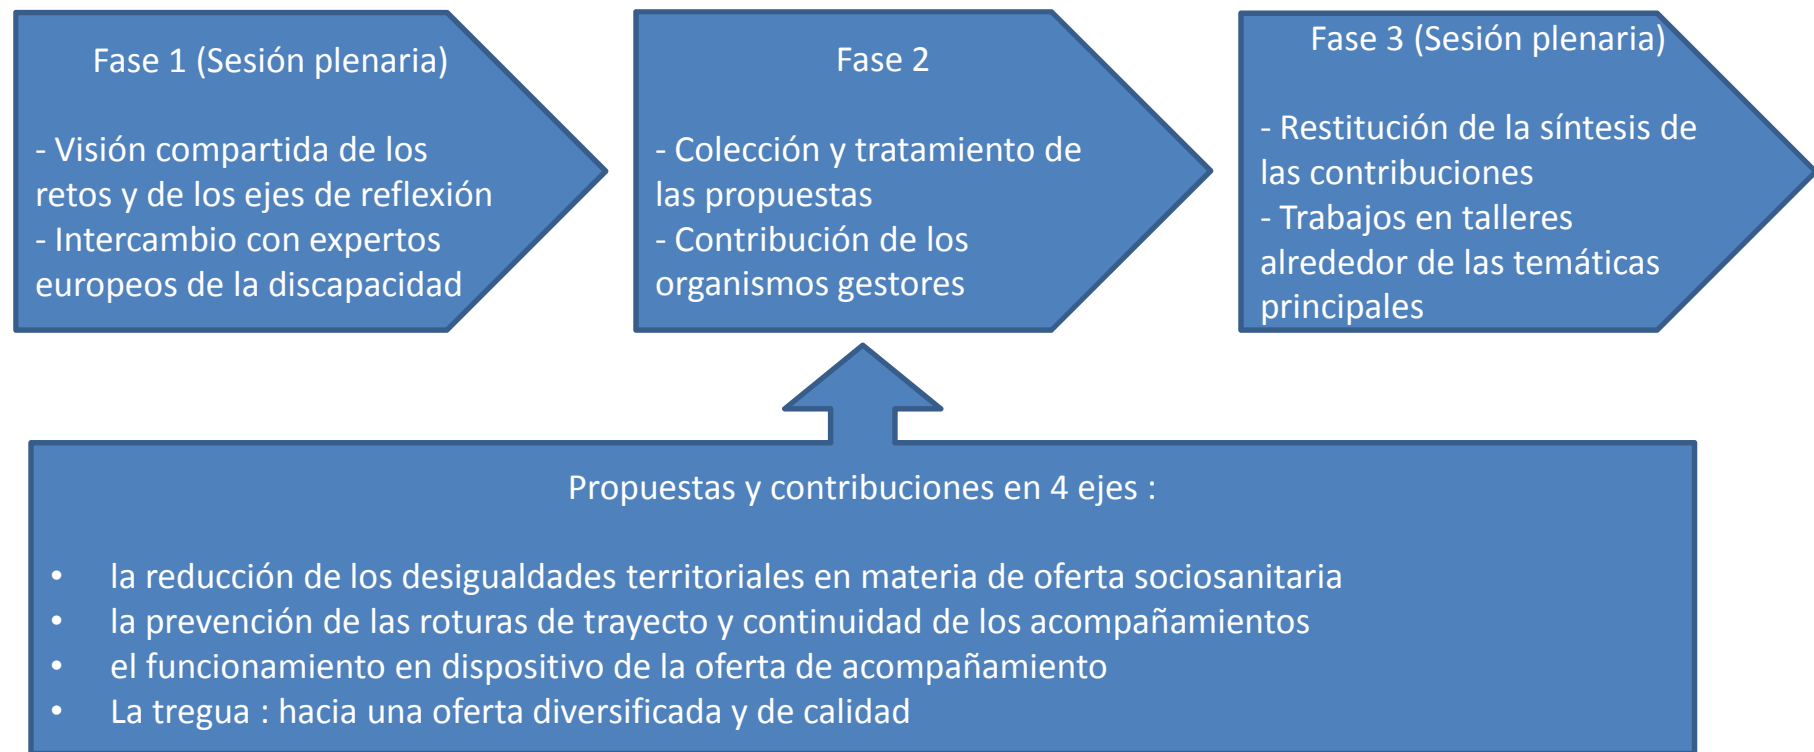 Fase 1 (Sesión plenaria)
- Visión compartida de los
retos y de los ejes de reflexión
- Intercambio con expertos
europeos de la discapacidad
Fase 2
- Colección y tratamiento de
las propuestas
- Contribución de los
organismos gestores
Fase 3 (Sesión plenaria)
- Restitución de la síntesis de
las contribuciones
- Trabajos en talleres
alrededor de las temáticas
principales
Propuestas y contribuciones en 4 ejes :
• la reducción de los desigualdades territoriales en materia de oferta sociosanitaria
• la prevención de las roturas de trayecto y continuidad de los acompañamientos
• el funcionamiento en dispositivo de la oferta de acompañamiento
• La tregua : hacia una oferta diversificada y de calidad